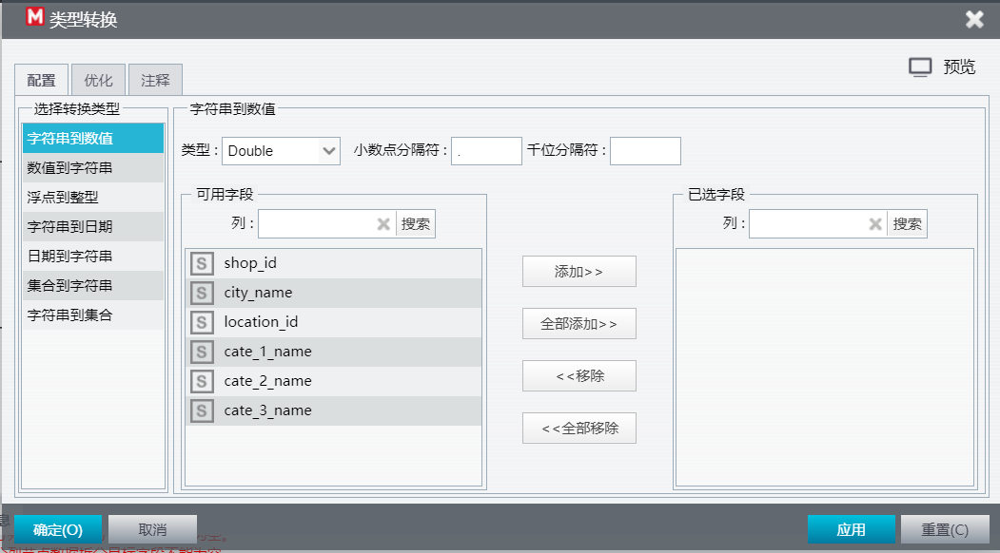 M 类型转换
预览
配置 优化 注释
选择转换类型
字符串到数值
数值到字符串
浮点到整型
字符串到日期
日期到字符串
集合到字符串
字符串到集合
字符串到数值
类型 : Double 小数点分隔符 : . 千位分隔符 :
可用字段
列 : 搜索
S shop_id
S city_name
S location_id
S cate_1_name
S cate_2_name
S cate_3_name
添加>>
全部添加>>
<<移除
<<全部移除
已选字段
列 : 搜索
息
确定(O) 取消 应用 重置(C)